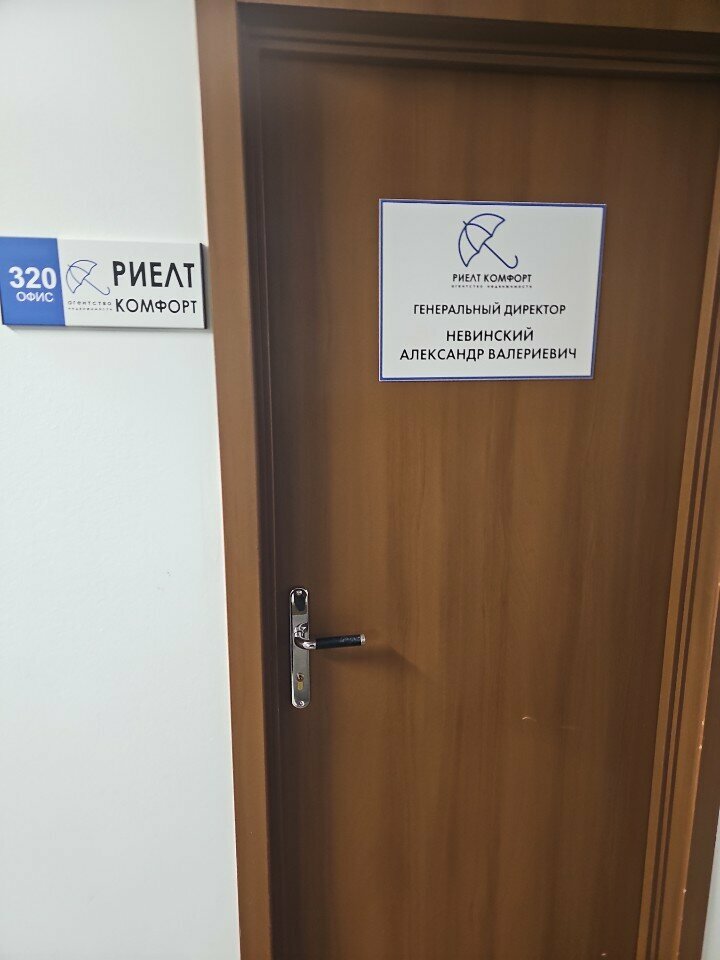 320
ОФИС
РИЕЛТ
агентство
недвижимости
КОМФОРТ
РИЕЛТ КОМФОРТ
агентство недвижимости
ГЕНЕРАЛЬНЫЙ ДИРЕКТОР
НЕВИНСКИЙ
АЛЕКСАНДР ВАЛЕРИЕВИЧ